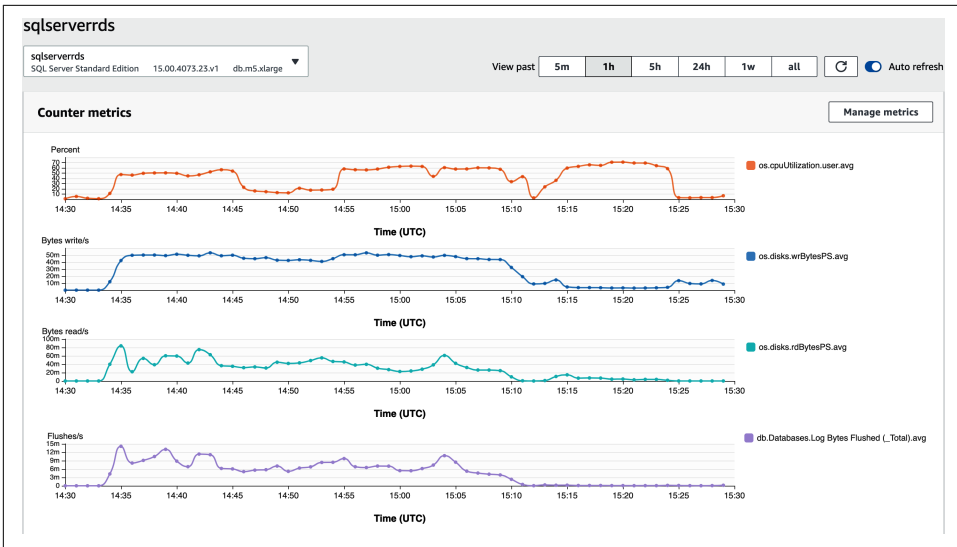 sqlserverrds
sqlserverrds
SQL Server Standard Edition 15.00.4073.23.v1 db.m5.xlarge
View past 5m 1h 5h 24h 1w all Auto refresh
Counter metrics
Manage metrics
Percent
70
60
50
40
30
20
10
os.cpuUtilization.user.avg
14:30 14:35 14:40 14:45 14:50 14:55 15:00 15:05 15:10 15:15 15:20 15:25 15:30
Time (UTC)
Bytes write/s
50m
40m
30m
20m
10m
os.disks.wrBytesPS.avg
14:30 14:35 14:40 14:45 14:50 14:55 15:00 15:05 15:10 15:15 15:20 15:25 15:30
Time (UTC)
Bytes read/s
100m
80m
60m
40m
20m
0
os.disks.rdBytesPS.avg
14:30 14:35 14:40 14:45 14:50 14:55 15:00 15:05 15:10 15:15 15:20 15:25 15:30
Time (UTC)
Flushes/s
15m
12m
9m
6m
3m
0
db.Databases.Log Bytes Flushed (_Total).avg
14:30 14:35 14:40 14:45 14:50 14:55 15:00 15:05 15:10 15:15 15:20 15:25 15:30
Time (UTC)